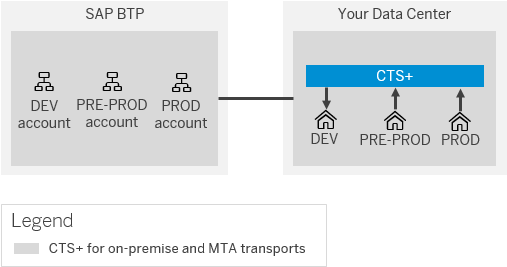 SAP BTP
DEV
account
PRE-PROD
account
PROD
account
Your Data Center
CTS+
DEV
PRE-PROD
PROD
Legend
CTS+ for on-premise and MTA transports